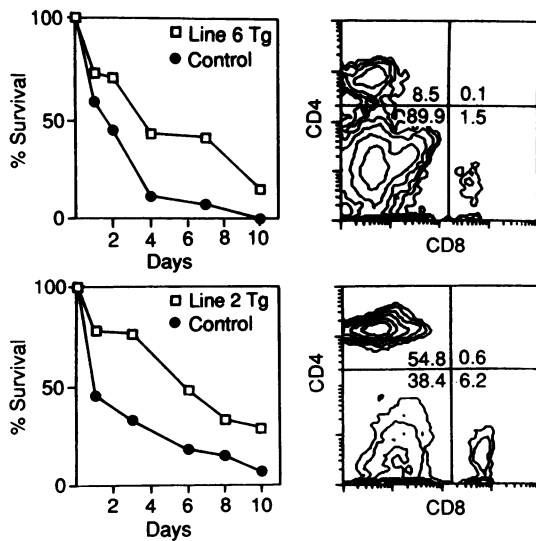 100
□ Line 6 Tg
● Control
% Survival
50
0
2 4 6 8 10
Days
CD4
8.5 0.1
89.9 1.5
CD8
100
□ Line 2 Tg
● Control
% Survival
50
0
2 4 6 8 10
Days
CD4
54.8 0.6
38.4 6.2
CD8